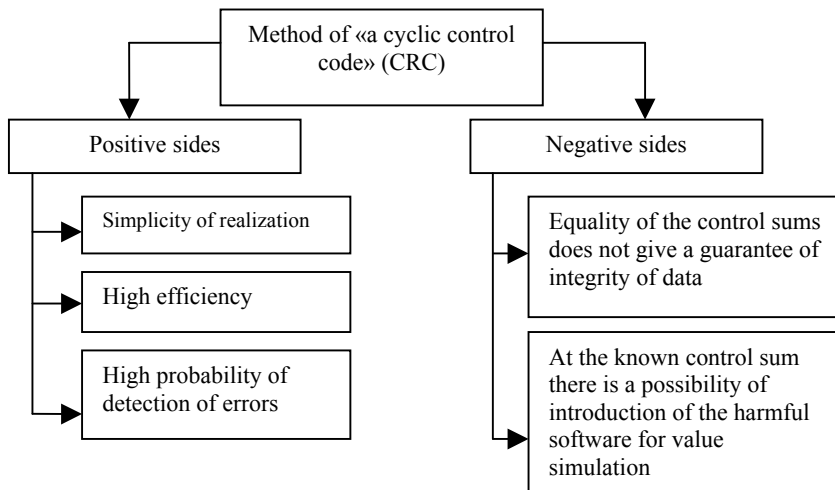 Method of «a cyclic control
code» (CRC)
Positive sides
Negative sides
Simplicity of realization
High efficiency
High probability of
detection of errors
Equality of the control sums
does not give a guarantee of
integrity of data
At the known control sum
there is a possibility of
introduction of the harmful
software for value
simulation